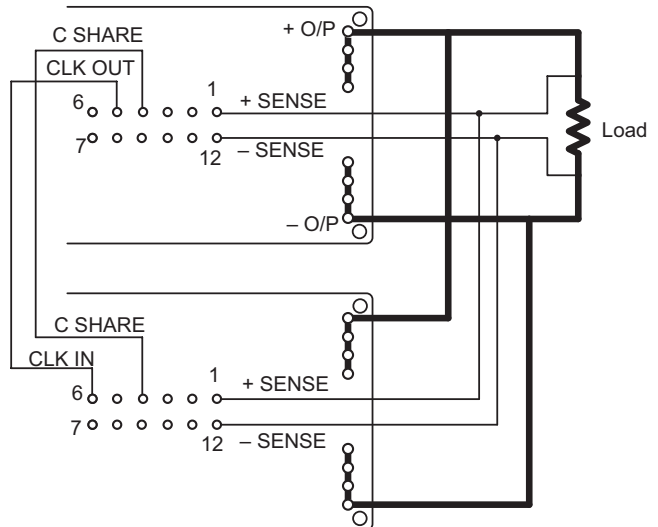 C SHARE
+ O/P
CLK OUT
6
1
+ SENSE
Load
7
12
– SENSE
– O/P
C SHARE
CLK IN
6
1
+ SENSE
7
12
– SENSE